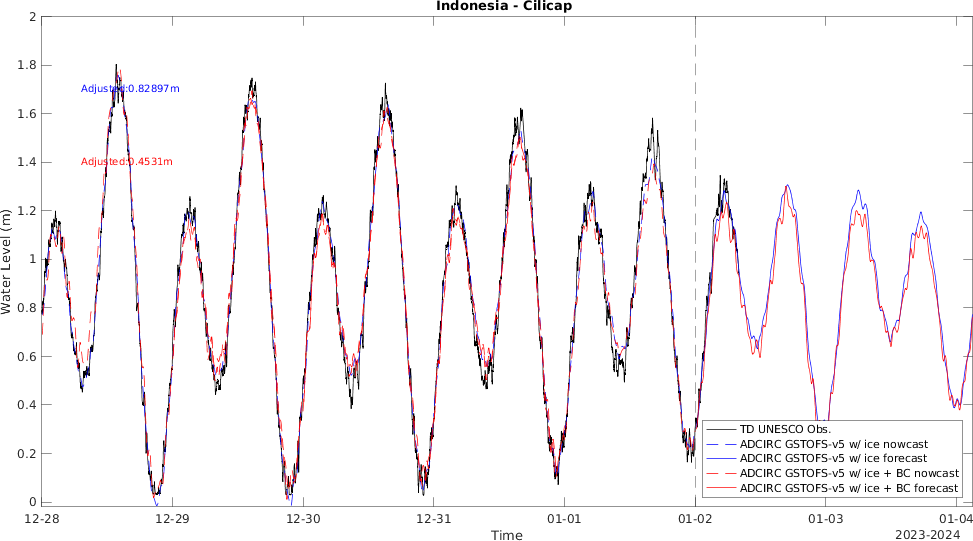 Indonesia - Cilicap
2
1.8
Adjusted:0.82897m
1.6
1.4
Adjusted:0.4531m
1.2
Water Level (m)
1
0.8
0.6
0.4
0.2
0
TD UNESCO Obs.
ADCIRC GSTOFS-v5 w/ ice nowcast
ADCIRC GSTOFS-v5 w/ ice forecast
ADCIRC GSTOFS-v5 w/ ice + BC nowcast
ADCIRC GSTOFS-v5 w/ ice + BC forecast
12-28 12-29 12-30 12-31 01-01 01-02 01-03 01-04
Time
2023-2024